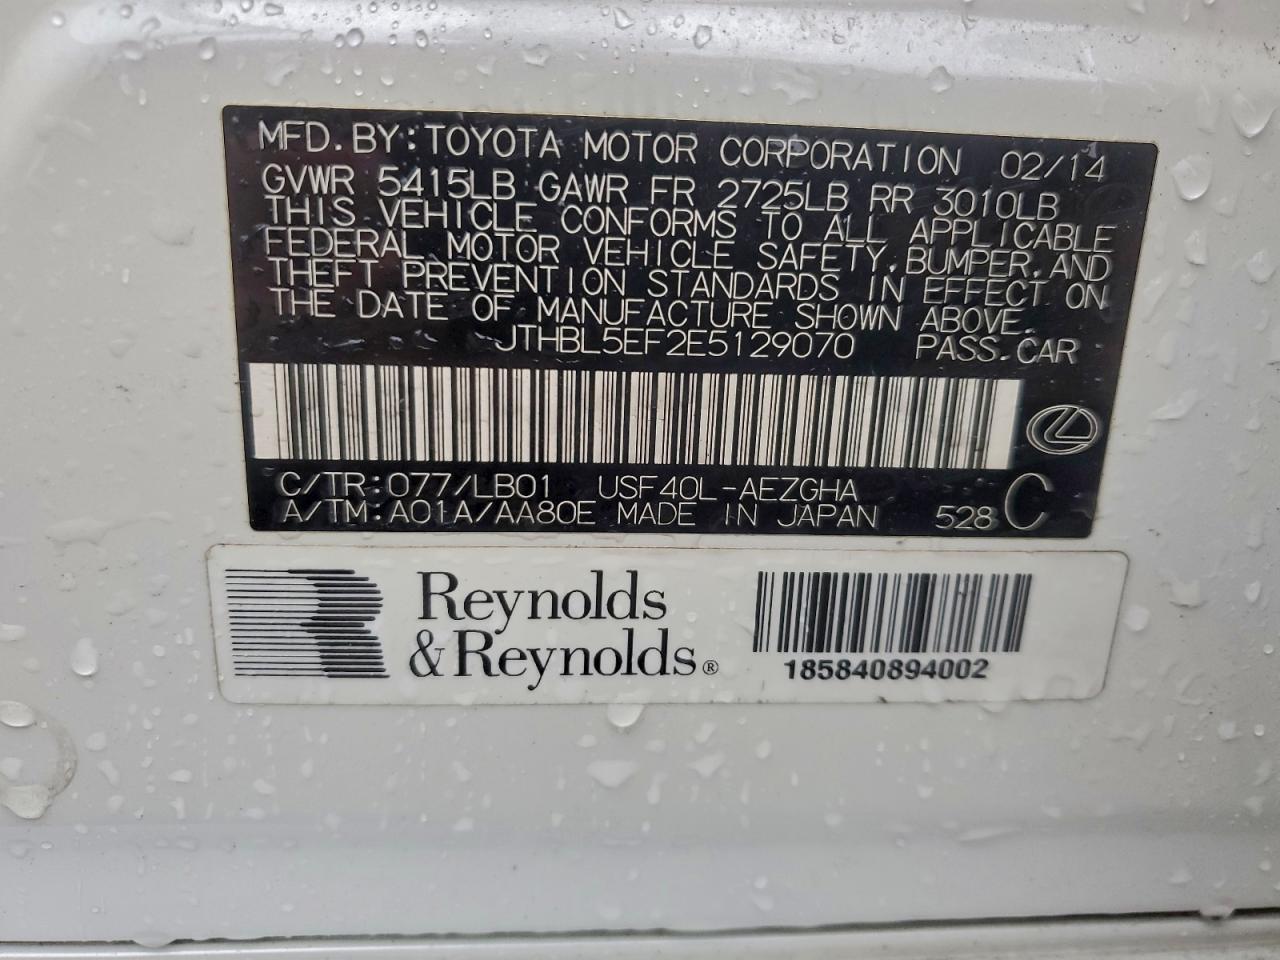 MFD. BY: TOYOTA MOTOR CORPORATION 02/14
GVWR 5415LB GAWR FR 2725LB RR 3010LB
THIS VEHICLE CONFORMS TO ALL APPLICABLE
FEDERAL MOTOR VEHICLE SAFETY, BUMPER, AND
THEFT PREVENTION STANDARDS IN EFFECT ON
THE DATE OF MANUFACTURE SHOWN ABOVE.
JTHBL5EF2E5129070 PASS. CAR
C/TR: 077/LB01 USF40L-AEZGHA
A/TM: A01A/AA80E MADE IN JAPAN 528 C
Reynolds
& Reynolds®
185840894002